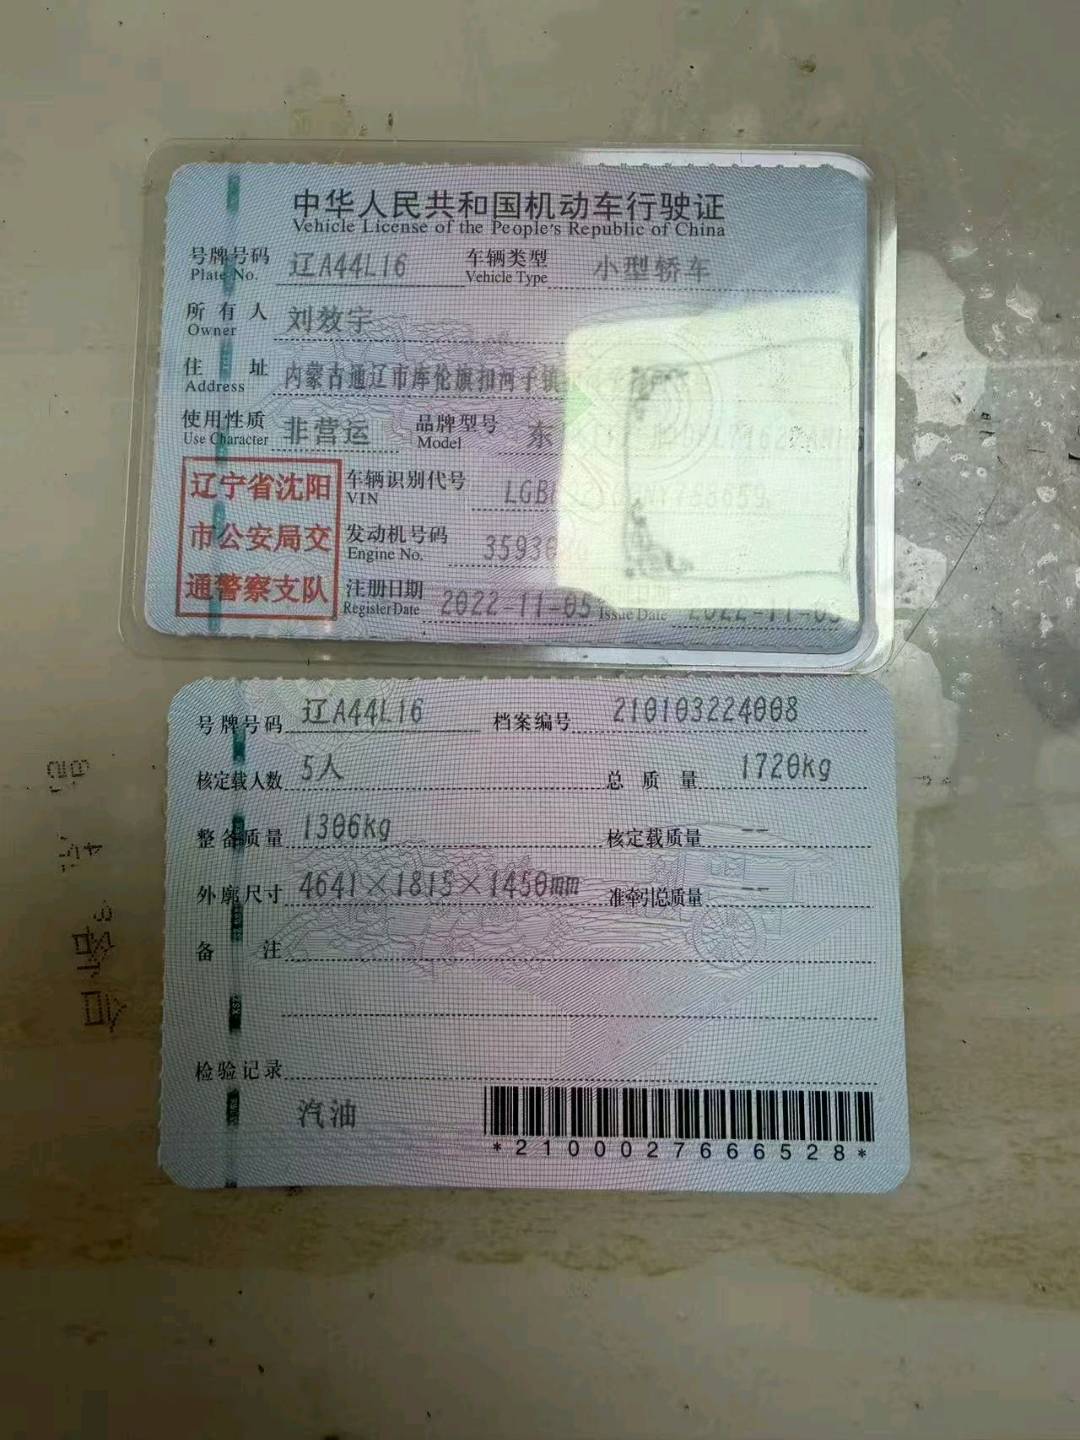 中华人民共和国机动车行驶证
Vehicle License of the People's Republic of China
号牌号码 辽A44L16 车辆类型 小型轿车
Plate No. Vehicle Type
所有人 刘效宇
Owner
住址 内蒙古通辽市库伦旗扣河子镇
Address
使用性质 非营运 品牌型号 东
Use Character Model
辽宁省沈阳
市公安局交
通警察支队
车辆识别代号
VIN
发动机号码
Engine No.
注册日期 2022-11-05 2022-11-05
Register Date Issue Date
号牌号码 辽A44L16 档案编号 210103224008
核定载人数 5人 总质量 1720kg
整备质量 1306kg 核定载质量 --
外廓尺寸 4641×1815×1450mm 准牵引总质量 --
备注
检验记录
汽油
*2100027666528*